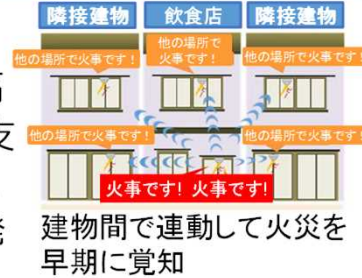 隣接建物 飲食店 隣接建物
他の場所で火事です! 他の場所で 他の場所で火事です!
火事です!
他の場所で火事です! 他の場所で火事です!
火事です! 火事です!
建物間で連動して火災を
早期に覚知